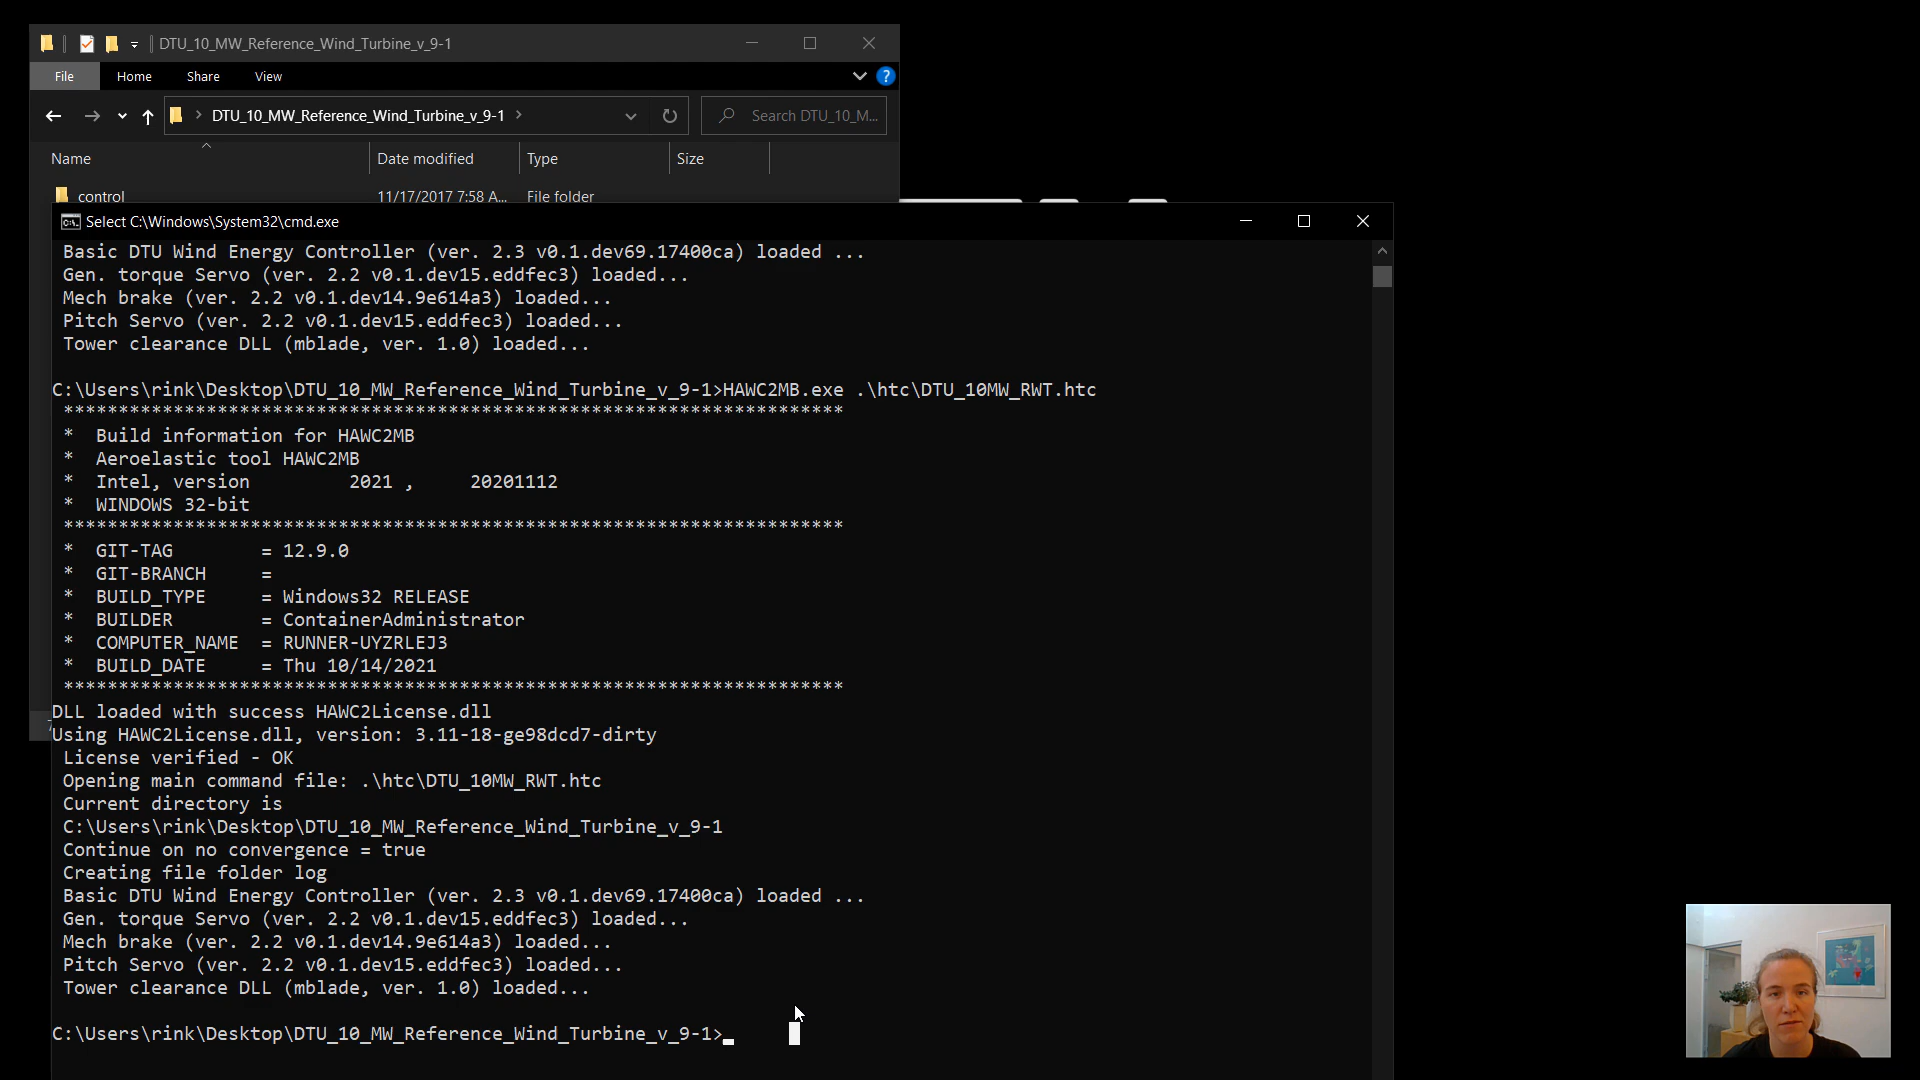 DTU_10_MW_Reference_Wind_Turbine_v_9-1
File Home Share View
DTU_10_MW_Reference_Wind_Turbine_v_9-1
Search DTU_10_M...
Name Date modified Type Size
control 11/17/2017 7:58 A... File folder
Select C:\Windows\System32\cmd.exe
Basic DTU Wind Energy Controller (ver. 2.3 v0.1.dev69.17400ca) loaded ...
Gen. torque Servo (ver. 2.2 v0.1.dev15.eddfec3) loaded...
Mech brake (ver. 2.2 v0.1.dev14.9e614a3) loaded...
Pitch Servo (ver. 2.2 v0.1.dev15.eddfec3) loaded...
Tower clearance DLL (mblade, ver. 1.0) loaded...
C:\Users\rink\Desktop\DTU_10_MW_Reference_Wind_Turbine_v_9-1>HAWC2MB.exe .\htc\DTU_10MW_RWT.htc
***********************************************************************
* Build information for HAWC2MB
* Aeroelastic tool HAWC2MB
* Intel, version 2021 , 20201112
* WINDOWS 32-bit
***********************************************************************
* GIT-TAG = 12.9.0
* GIT-BRANCH =
* BUILD_TYPE = Windows32 RELEASE
* BUILDER = ContainerAdministrator
* COMPUTER_NAME = RUNNER-UYZRLEJ3
* BUILD_DATE = Thu 10/14/2021
***********************************************************************
DLL loaded with success HAWC2License.dll
Using HAWC2License.dll, version: 3.11-18-ge98dcd7-dirty
License verified - OK
Opening main command file: .\htc\DTU_10MW_RWT.htc
Current directory is
C:\Users\rink\Desktop\DTU_10_MW_Reference_Wind_Turbine_v_9-1
Continue on no convergence = true
Creating file folder log
Basic DTU Wind Energy Controller (ver. 2.3 v0.1.dev69.17400ca) loaded ...
Gen. torque Servo (ver. 2.2 v0.1.dev15.eddfec3) loaded...
Mech brake (ver. 2.2 v0.1.dev14.9e614a3) loaded...
Pitch Servo (ver. 2.2 v0.1.dev15.eddfec3) loaded...
Tower clearance DLL (mblade, ver. 1.0) loaded...
C:\Users\rink\Desktop\DTU_10_MW_Reference_Wind_Turbine_v_9-1>